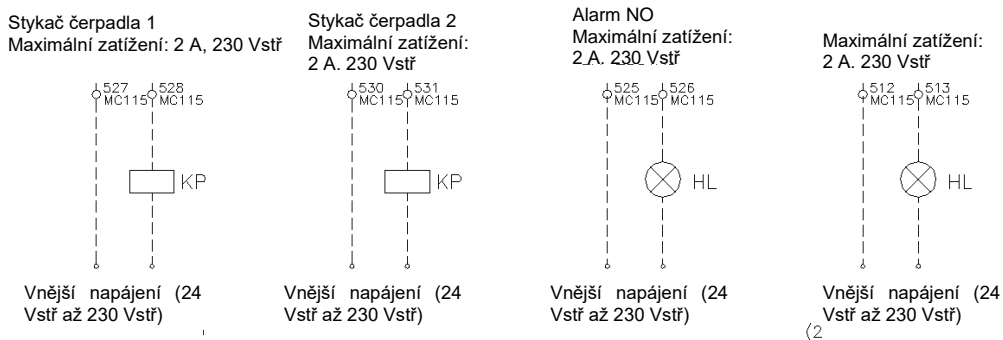 Stykač čerpadla 1
Maximální zatížení: 2 A, 230 Vstř
527
MC115
528
MC115
KP
Vnější napájení (24
Vstř až 230 Vstř)
Stykač čerpadla 2
Maximální zatížení:
2 A. 230 Vstř
530
MC115
531
MC115
KP
Vnější napájení (24
Vstř až 230 Vstř)
Alarm NO
Maximální zatížení:
2 A. 230 Vstř
525
MC115
526
MC115
HL
Vnější napájení (24
Vstř až 230 Vstř)
Maximální zatížení:
2 A. 230 Vstř
512
MC115
513
MC115
HL
Vnější napájení (24
Vstř až 230 Vstř)
(2